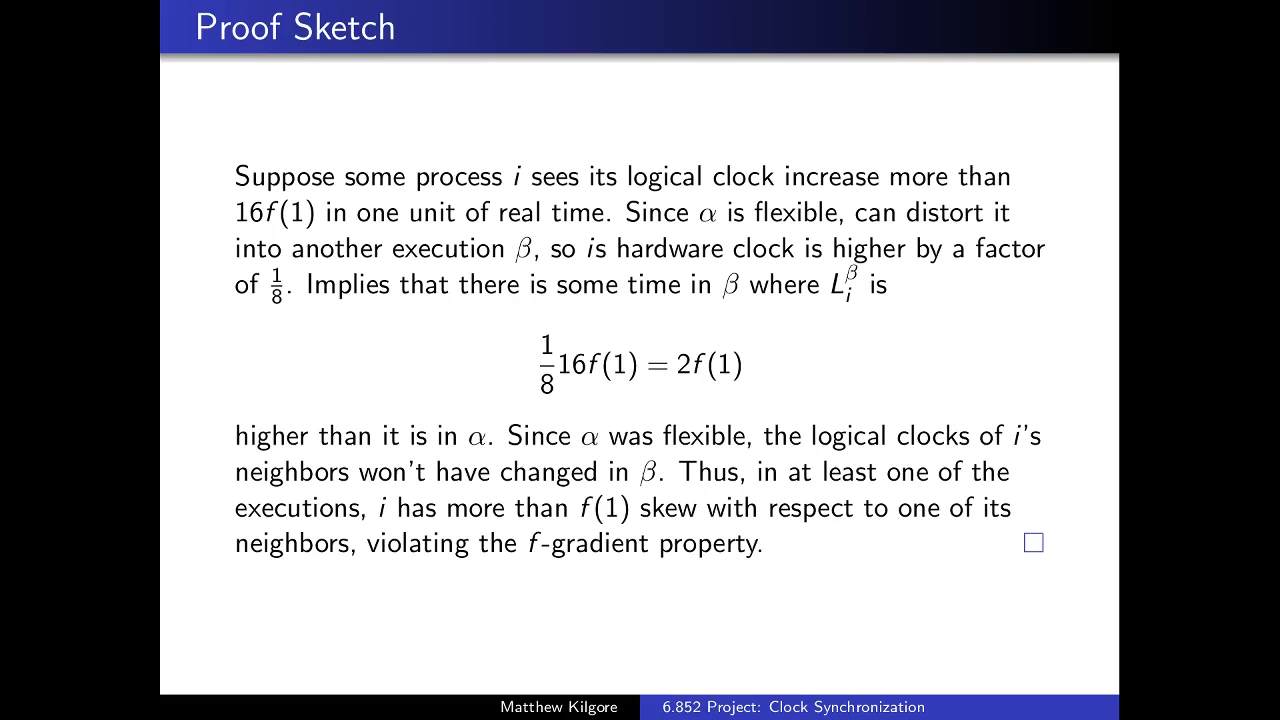 Proof Sketch
Suppose some process i sees its logical clock increase more than
16f(1) in one unit of real time. Since α is flexible, can distort it
into another execution β, so is hardware clock is higher by a factor
of 1/8. Implies that there is some time in β where L_i^β is
1/8 16f(1) = 2f(1)
higher than it is in α. Since α was flexible, the logical clocks of i's
neighbors won't have changed in β. Thus, in at least one of the
executions, i has more than f(1) skew with respect to one of its
neighbors, violating the f-gradient property. □
Matthew Kilgore 6.852 Project: Clock Synchronization